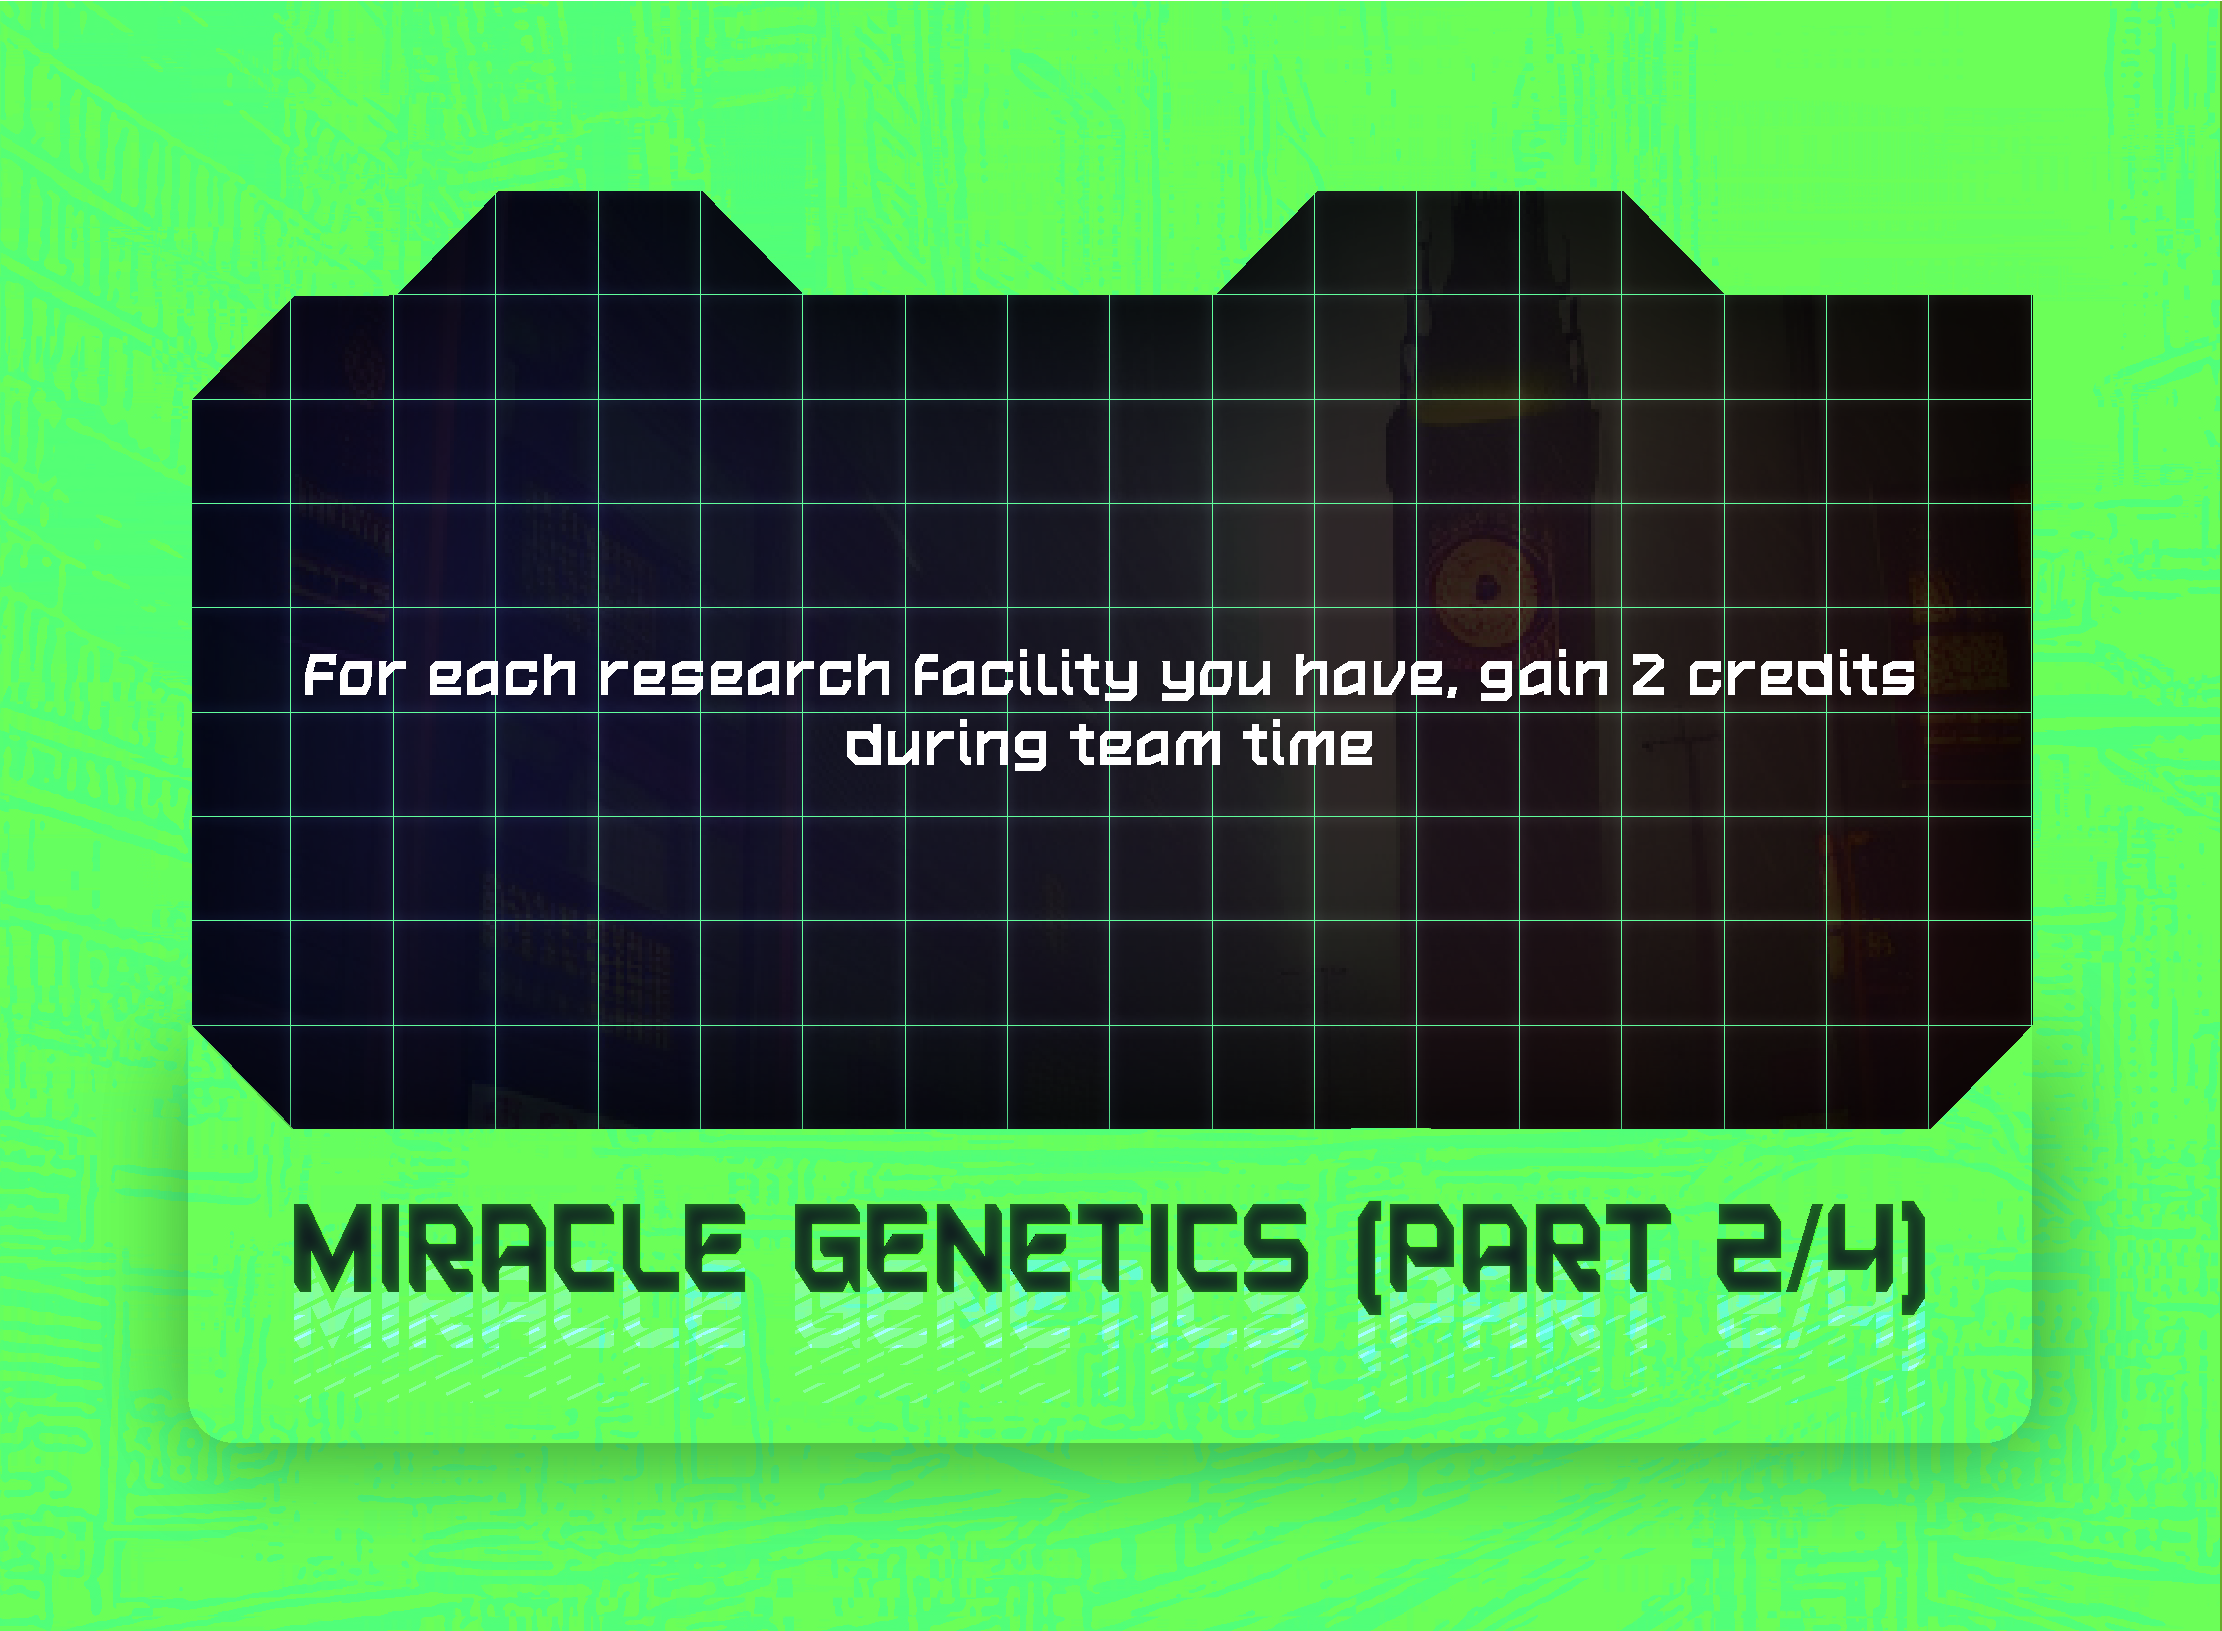 For each research facility you have, gain 2 credits
during team time
MIRACLE GENETICS (PART 2/4)